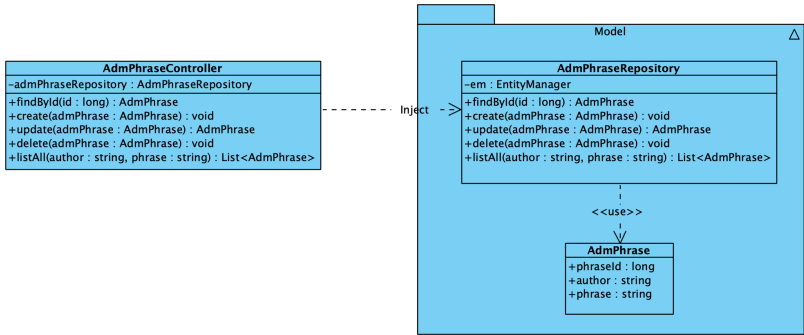 AdmPhraseController
-admPhraseRepository : AdmPhraseRepository
+findById(id : long) : AdmPhrase
+create(admPhrase : AdmPhrase) : void
+update(admPhrase : AdmPhrase) : AdmPhrase
+delete(admPhrase : AdmPhrase) : void
+listAll(author : string, phrase : string) : List<AdmPhrase>
Inject
Model
AdmPhraseRepository
-em : EntityManager
+findById(id : long) : AdmPhrase
+create(admPhrase : AdmPhrase) : void
+update(admPhrase : AdmPhrase) : AdmPhrase
+delete(admPhrase : AdmPhrase) : void
+listAll(author : string, phrase : string) : List<AdmPhrase>
<<use>>
AdmPhrase
+phraseId : long
+author : string
+phrase : string